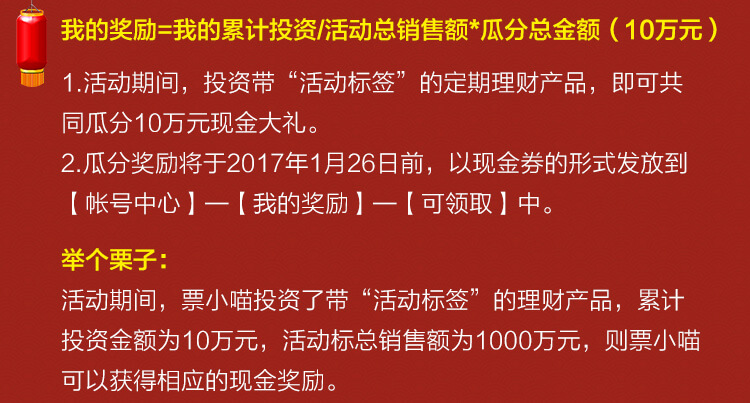 我的奖励=我的累计投资/活动总销售额*瓜分总金额（10万元）
1.活动期间，投资带“活动标签”的定期理财产品，即可共
同瓜分10万元现金大礼。
2.瓜分奖励将于2017年1月26日前，以现金券的形式发放到
【帐号中心】—【我的奖励】—【可领取】中。
举个栗子：
活动期间，票小喵投资了带“活动标签”的理财产品，累计
投资金额为10万元，活动标总销售额为1000万元，则票小喵
可以获得相应的现金奖励。